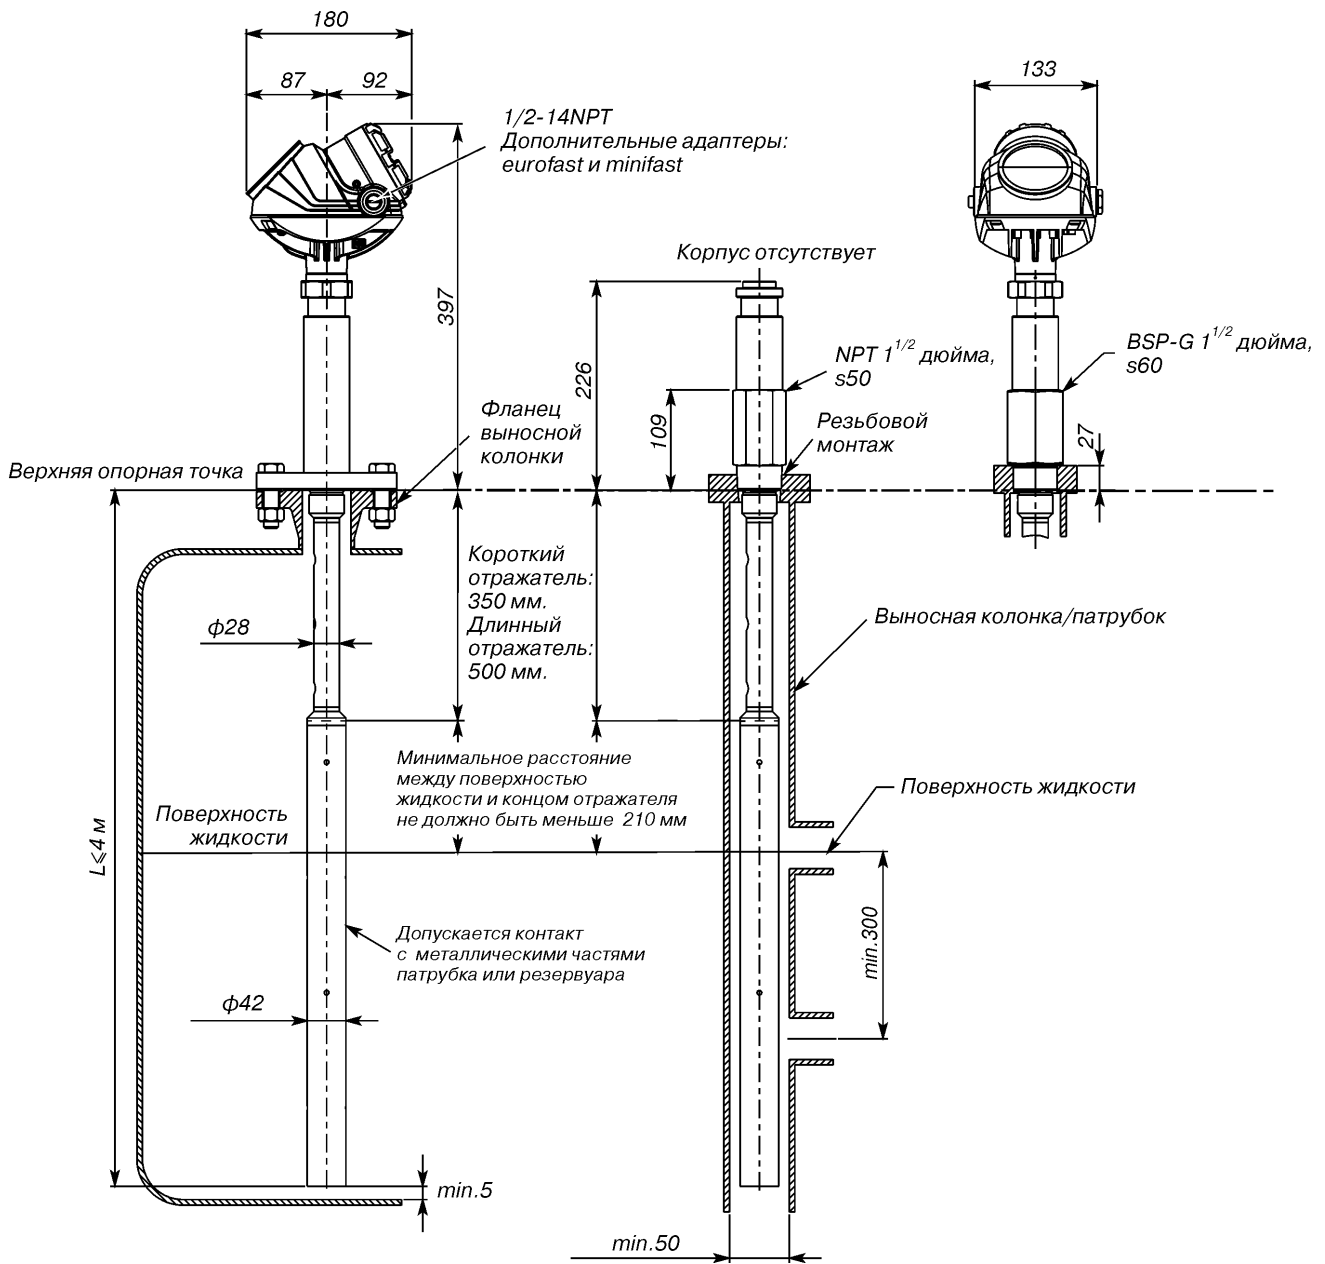 180
87
92
133
1/2-14NPT
Дополнительные адаптеры:
eurofast и minifast
Корпус отсутствует
397
226
109
NPT 1 1/2 дюйма,
s50
BSP-G 1 1/2 дюйма,
s60
27
Фланец
выносной
колонки
Резьбовой
монтаж
Верхняя опорная точка
Короткий
отражатель:
350 мм.
Длинный
отражатель:
500 мм.
ф28
Выносная колонка/патрубок
Минимальное расстояние
между поверхностью
жидкости и концом отражателя
не должно быть меньше 210 мм
Поверхность жидкости
Поверхность
жидкости
L⩽4 м
Допускается контакт
с металлическими частями
патрубка или резервуара
min.300
ф42
min.5
min.50